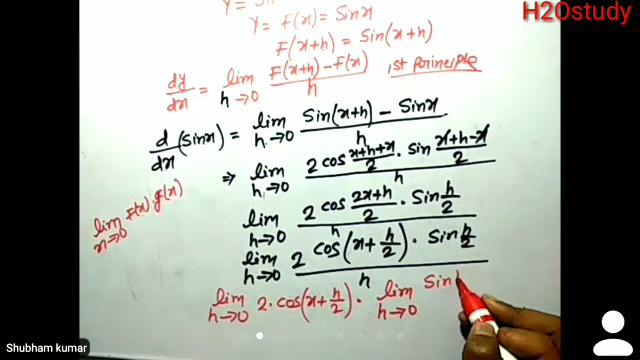 H2Ostudy
Y = Sin
Y = F(x) = Sinx
F(x+h) = Sin(x+h)
dy/dx = lim h→0 F(x+h) - F(x) / h 1st Principle
d/dx (sinx) = lim h→0 Sin(x+h) - Sinx / h
⇒ lim h→0 2 cos x+h+x/2 . sin x+h-x/2 / h
lim x→0 F(x).g(x)
lim h→0 2 cos 2x+h/2 . Sin h/2 / h
lim h→0 2 cos(x + h/2) . Sin h/2 / h
lim h→0 2. cos(x + h/2) . lim h→0 Sin
Shubham kumar